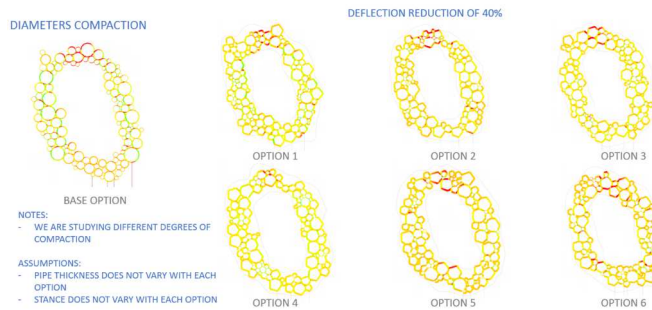 DIAMETERS COMPACTION
DEFLECTION REDUCTION OF 40%
BASE OPTION
OPTION 1
OPTION 2
OPTION 3
NOTES:
- WE ARE STUDYING DIFFERENT DEGREES OF
COMPACTION
ASSUMPTIONS:
- PIPE THICKNESS DOES NOT VARY WITH EACH
OPTION
- STANCE DOES NOT VARY WITH EACH OPTION
OPTION 4
OPTION 5
OPTION 6